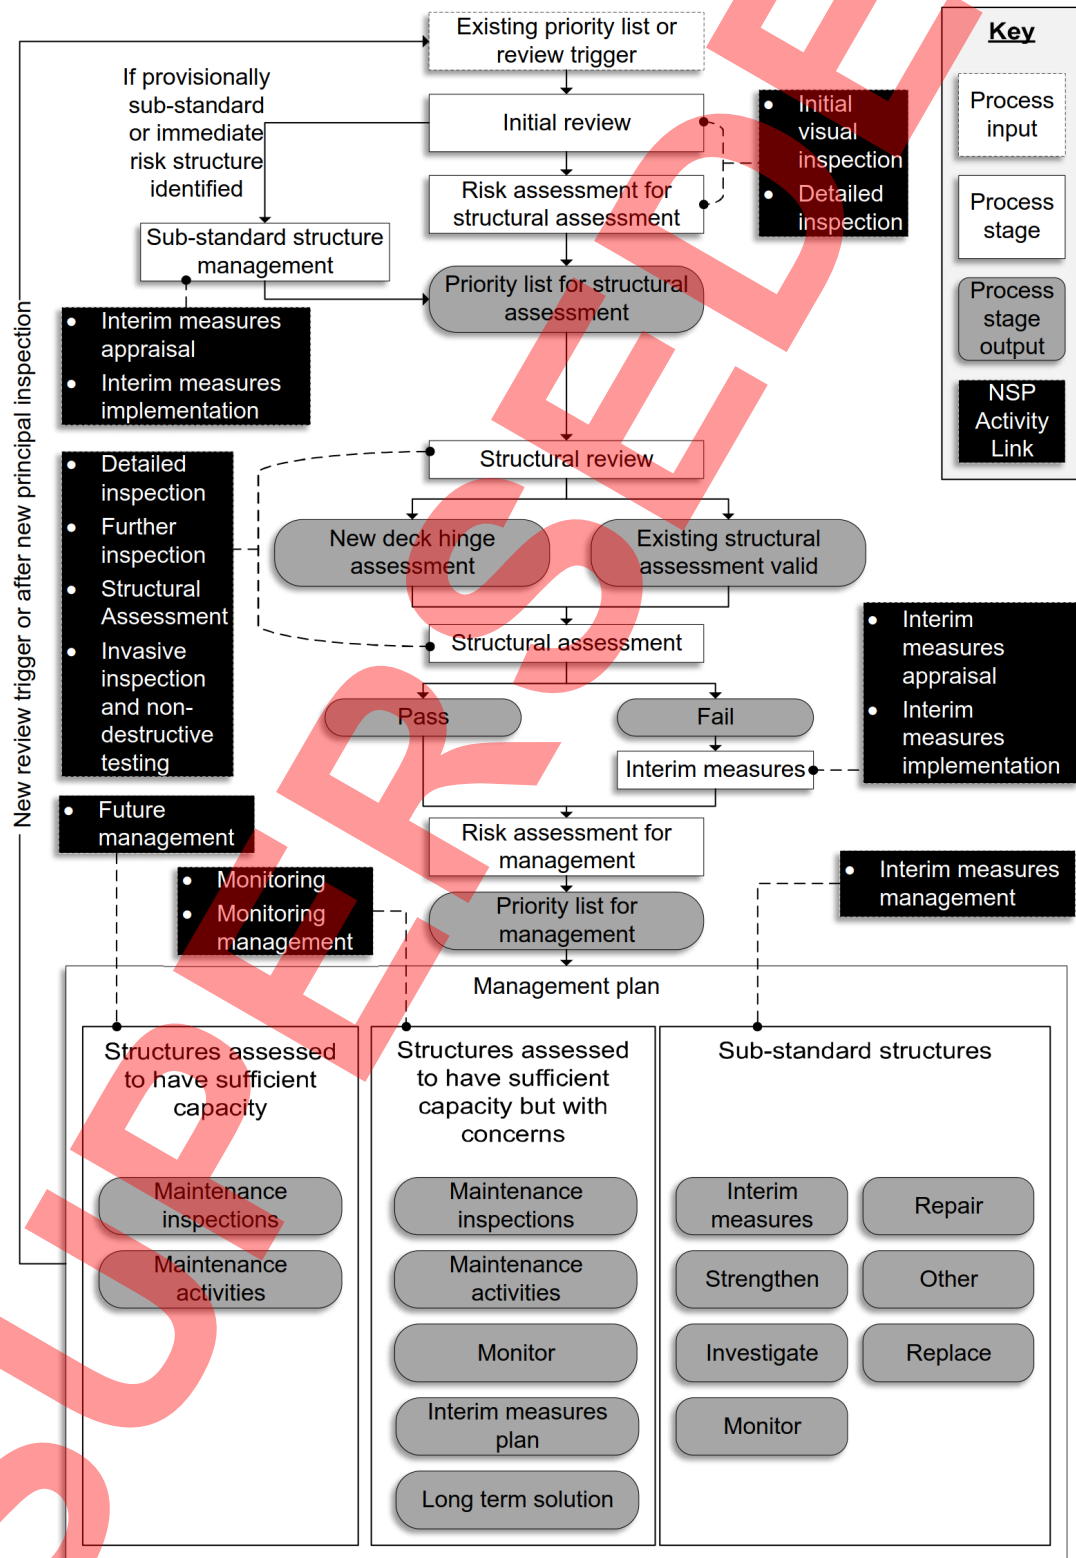 Existing priority list or
review trigger
Key
If provisionally
sub-standard
or immediate
risk structure
identified
Initial review
• Initial
visual
inspection
• Detailed
inspection
Process
input
Risk assessment for
structural assessment
Process
stage
Sub-standard structure
management
Priority list for structural
assessment
Process
stage
output
• Interim measures
appraisal
• Interim measures
implementation
NSP
Activity
Link
New review trigger or after new principal inspection
Structural review
• Detailed
inspection
• Further
inspection
• Structural
Assessment
• Invasive
inspection
and non-
destructive
testing
New deck hinge
assessment
Existing structural
assessment valid
Structural assessment
• Interim
measures
appraisal
• Interim
measures
implementation
Pass
Fail
Interim measures
• Future
management
Risk assessment for
management
• Monitoring
• Monitoring
management
• Interim measures
management
Priority list for
management
Management plan
Structures assessed
to have sufficient
capacity
Maintenance
inspections
Maintenance
activities
Structures assessed
to have sufficient
capacity but with
concerns
Maintenance
inspections
Maintenance
activities
Monitor
Interim measures
plan
Long term solution
Sub-standard structures
Interim
measures
Repair
Strengthen
Other
Investigate
Replace
Monitor
SUPERSEDE